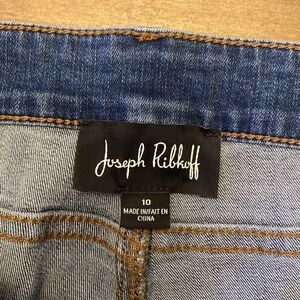 Joseph Ribkoff
10
MADE IN/FAIT EN
CHINA